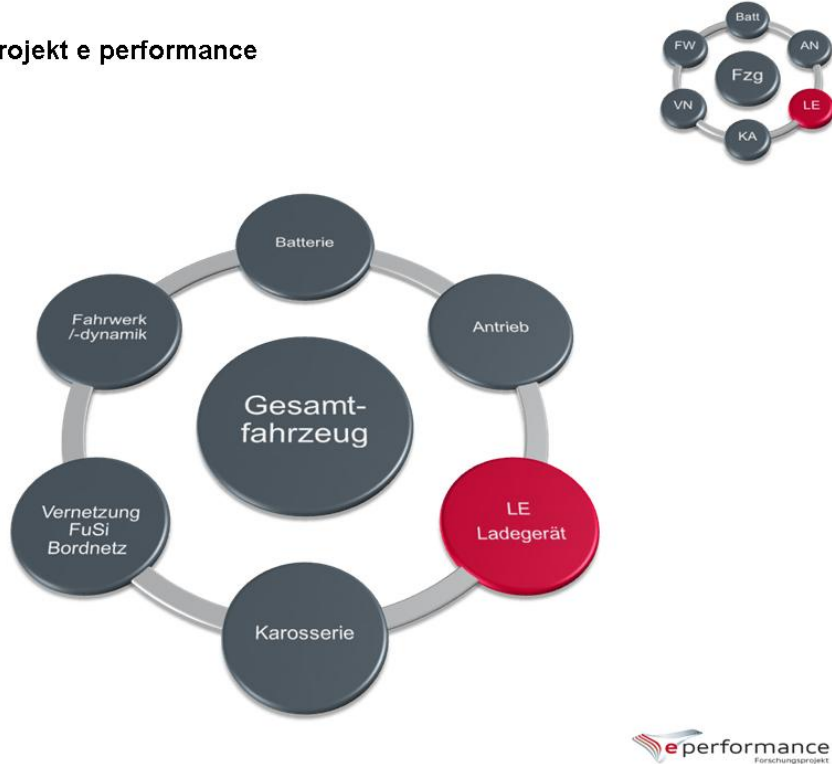 rojekt e performance
Batt
FW
AN
Fzg
VN
LE
KA
Batterie
Fahrwerk
/-dynamik
Antrieb
Gesamt-
fahrzeug
Vernetzung
FuSi
Bordnetz
LE
Ladegerät
Karosserie
eperformance
Forschungsprojekt